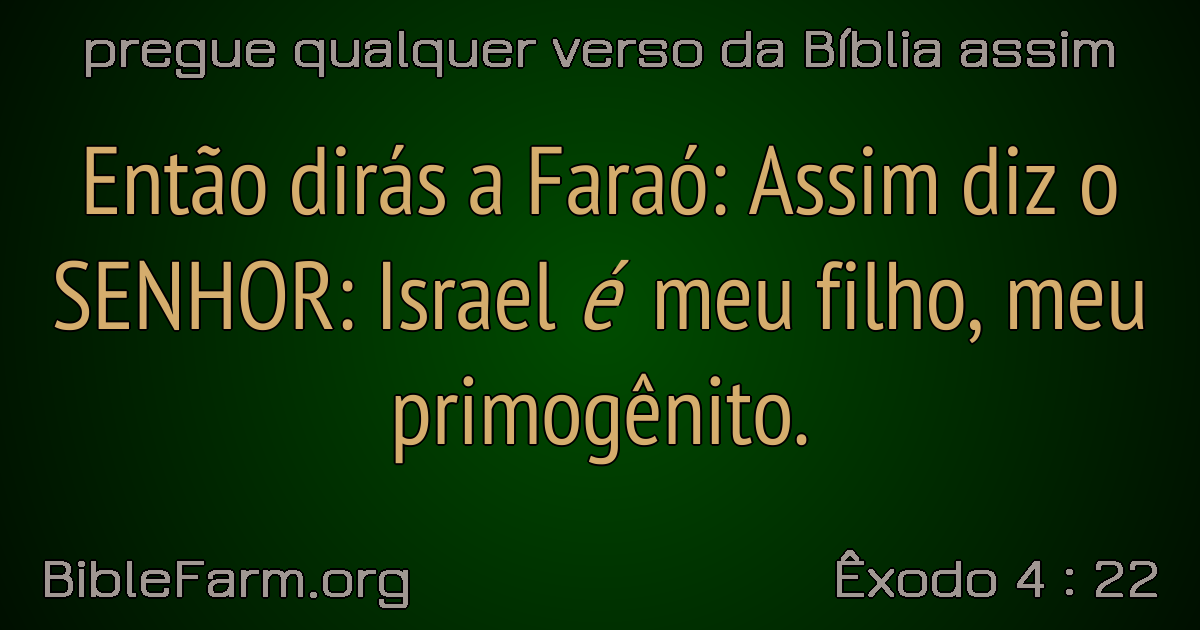 pregue qualquer verso da Bíblia assim
Então dirás a Faraó: Assim diz o
SENHOR: Israel é meu filho, meu
primogênito.
BibleFarm.org
Êxodo 4 : 22